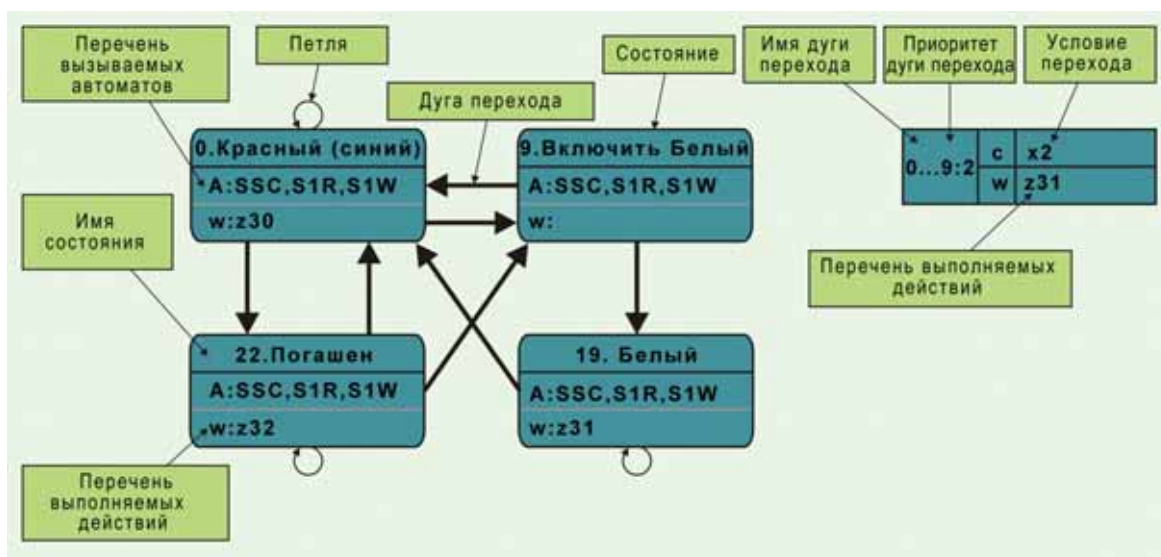 Перечень
вызываемых
автоматов
Петля
Состояние
Имя дуги
перехода
Приоритет
дуги перехода
Условие
перехода
Дуга перехода
0.Красный (синий)
A:SSC,S1R,S1W
w:z30
9.Включить Белый
A:SSC,S1R,S1W
w:
0...9:2
c
x2
w
z31
Имя
состояния
Перечень выполняемых
действий
22.Погашен
A:SSC,S1R,S1W
w:z32
19. Белый
A:SSC,S1R,S1W
w:z31
Перечень
выполняемых
действий